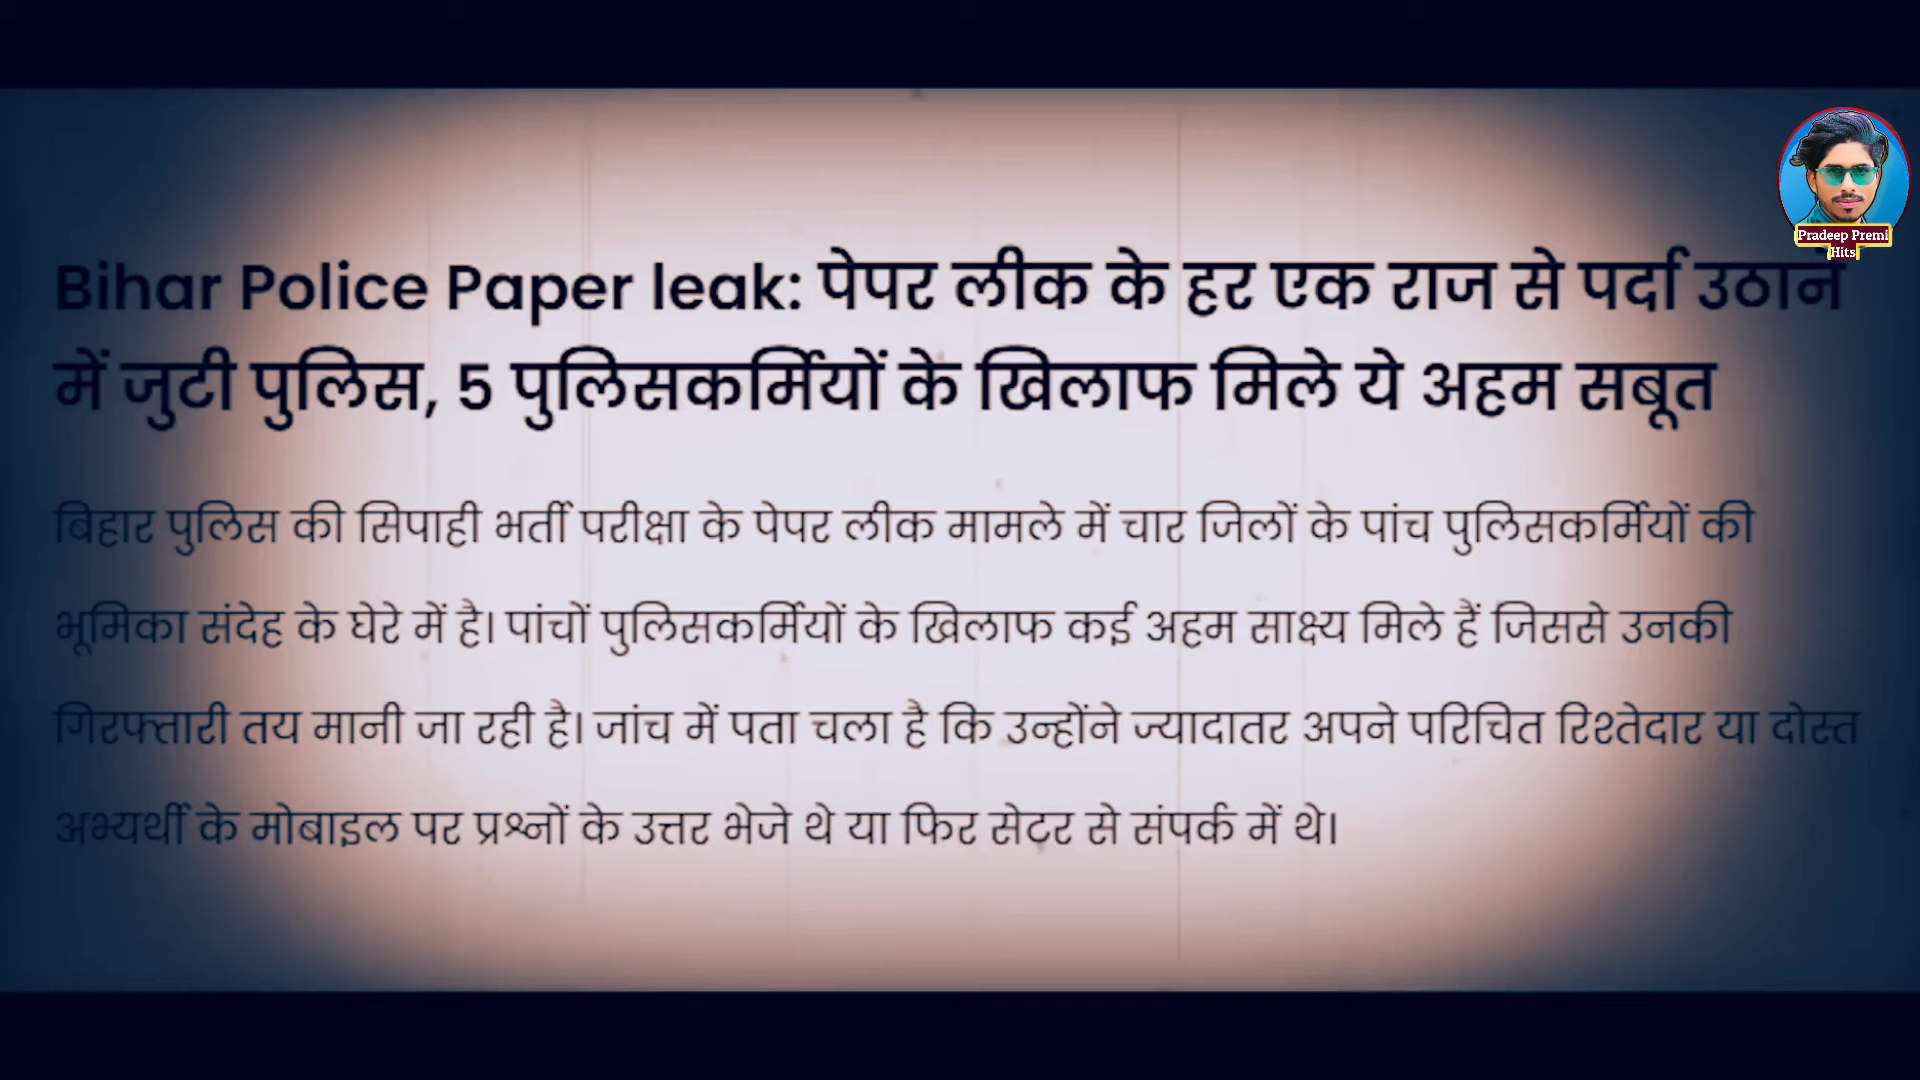 Pradeep Premi
Hits
Bihar Police Paper leak: पेपर लीक के हर एक राज से पर्दा उठाने
में जुटी पुलिस, 5 पुलिसकर्मियों के खिलाफ मिले ये अहम सबूत
बिहार पुलिस की सिपाही भर्ती परीक्षा के पेपर लीक मामले में चार जिलों के पांच पुलिसकर्मियों की
भूमिका संदेह के घेरे में है। पांचों पुलिसकर्मियों के खिलाफ कई अहम साक्ष्य मिले हैं जिससे उनकी
गिरफ्तारी तय मानी जा रही है। जांच में पता चला है कि उन्होंने ज्यादातर अपने परिचित रिश्तेदार या दोस्त
अभ्यर्थी के मोबाइल पर प्रश्नों के उत्तर भेजे थे या फिर सेटर से संपर्क में थे।